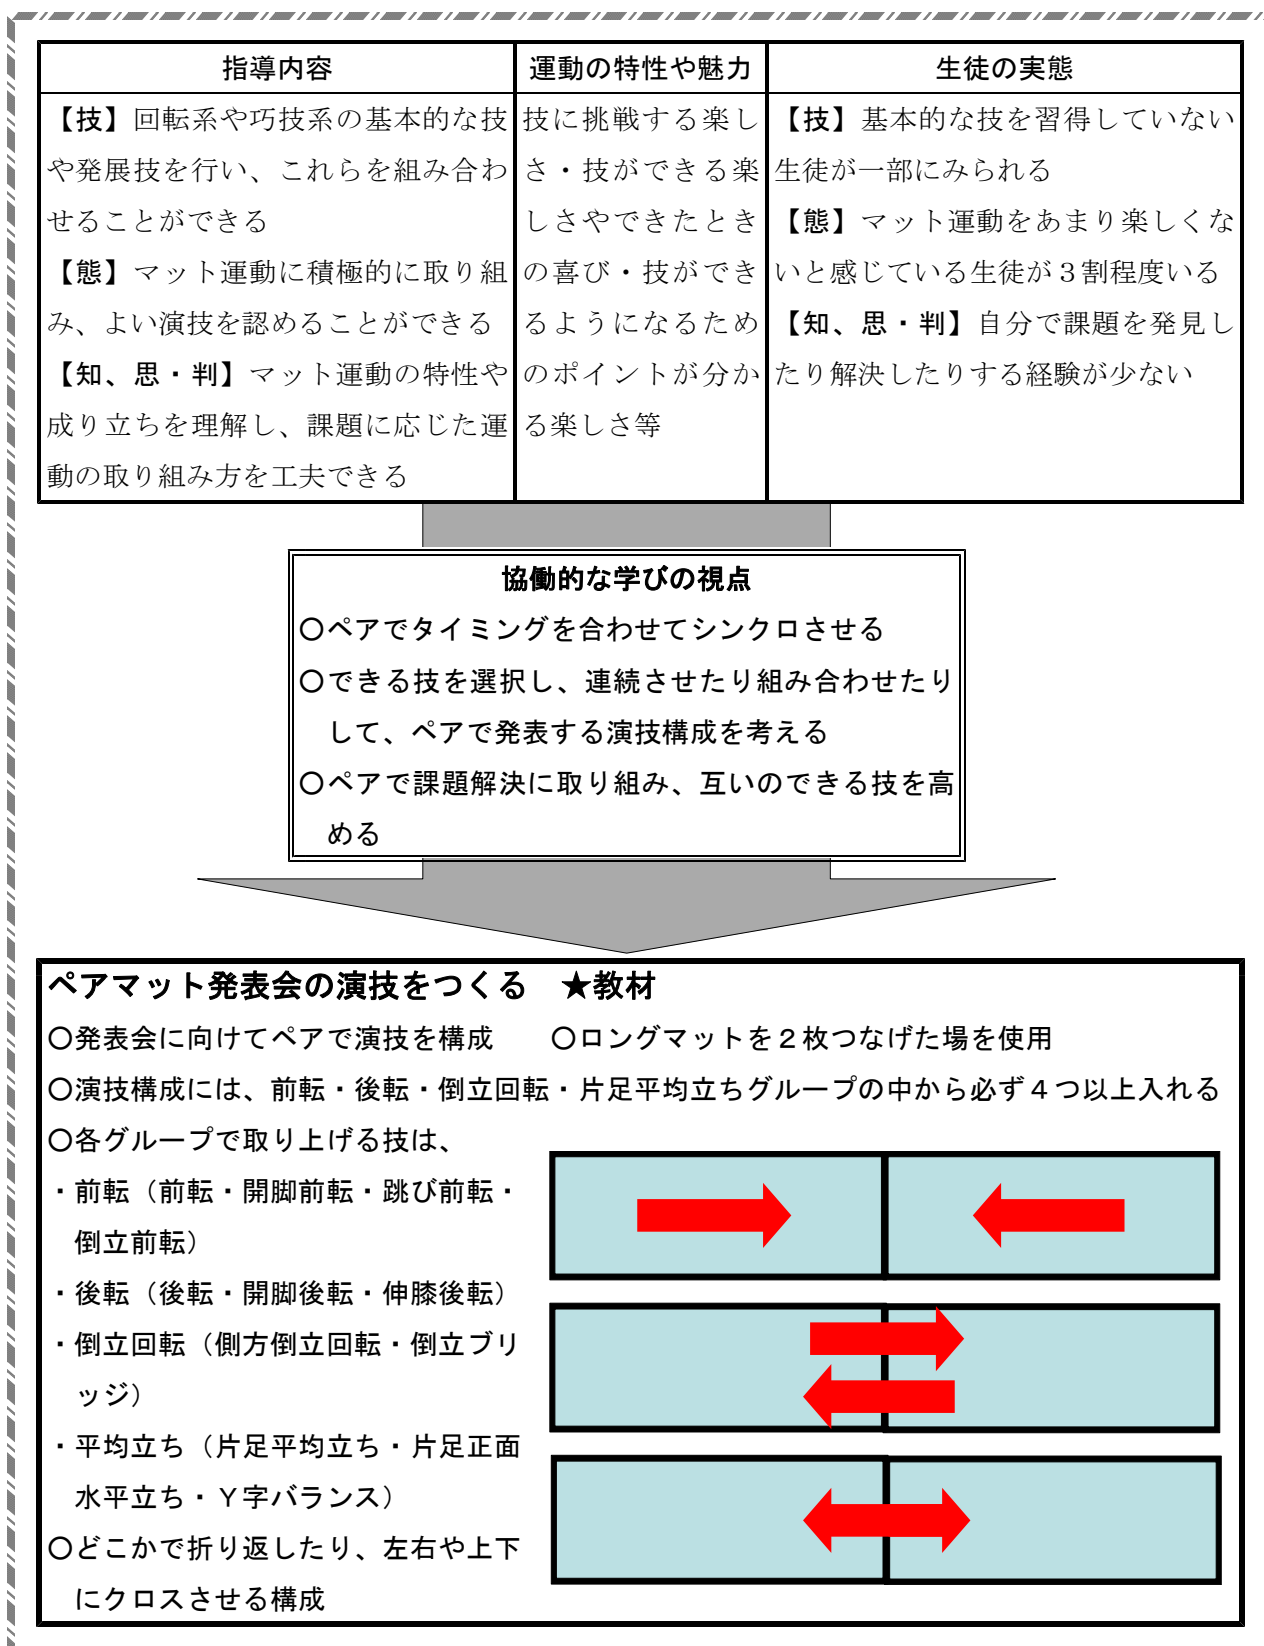 指導内容
運動の特性や魅力
生徒の実態
【技】回転系や巧技系の基本的な技
や発展技を行い、これらを組み合わ
せることができる
【態】マット運動に積極的に取り組
み、よい演技を認めることができる
【知、思・判】マット運動の特性や
成り立ちを理解し、課題に応じた運
動の取り組み方を工夫できる
技に挑戦する楽し
さ・技ができる楽
しさやできたとき
の喜び・技ができ
るようになるため
のポイントが分か
る楽しさ等
【技】基本的な技を習得していない
生徒が一部にみられる
【態】マット運動をあまり楽しくな
いと感じている生徒が３割程度いる
【知、思・判】自分で課題を発見し
たり解決したりする経験が少ない
協働的な学びの視点
○ペアでタイミングを合わせてシンクロさせる
○できる技を選択し、連続させたり組み合わせたり
して、ペアで発表する演技構成を考える
○ペアで課題解決に取り組み、互いのできる技を高
める
ペアマット発表会の演技をつくる　★教材
○発表会に向けてペアで演技を構成　○ロングマットを２枚つなげた場を使用
○演技構成には、前転・後転・倒立回転・片足平均立ちグループの中から必ず４つ以上入れる
○各グループで取り上げる技は、
・前転（前転・開脚前転・跳び前転・
倒立前転）
・後転（後転・開脚後転・伸膝後転）
・倒立回転（側方倒立回転・倒立ブリ
ッジ）
・平均立ち（片足平均立ち・片足正面
水平立ち・Ｙ字バランス）
○どこかで折り返したり、左右や上下
にクロスさせる構成